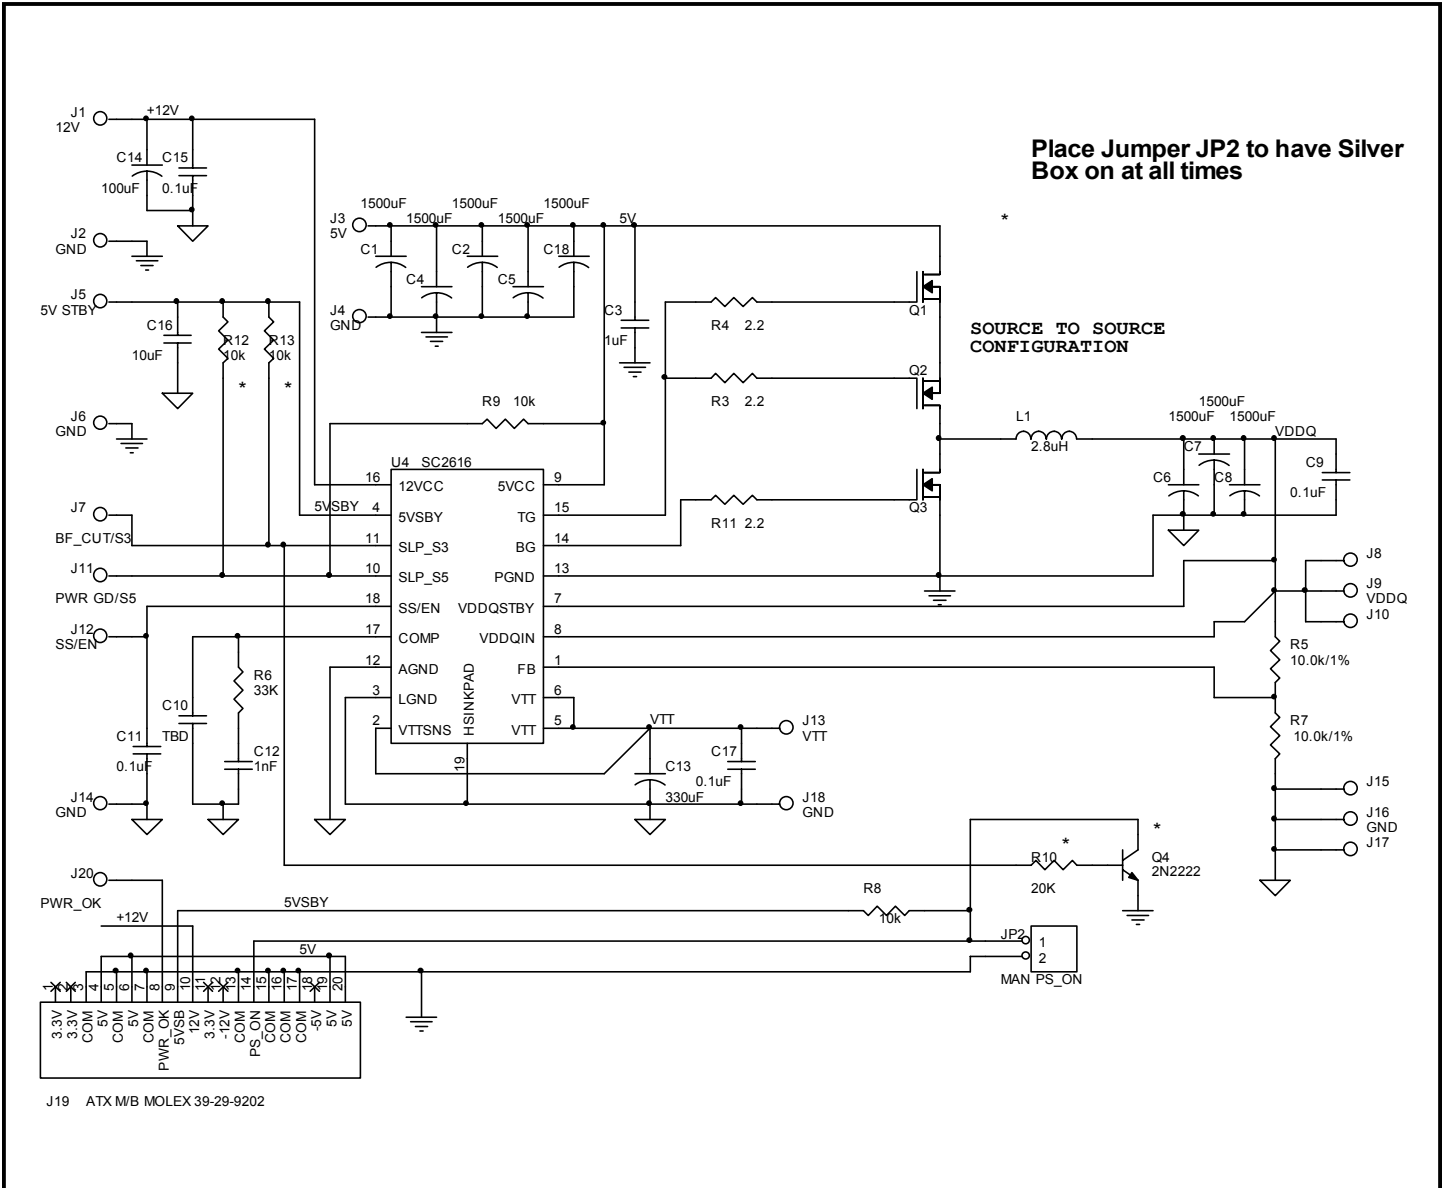 J1
12V
+12V
C14
C15
100uF
0.1uF
Place Jumper JP2 to have Silver
Box on at all times
*
J2
GND
J3
5V
1500uF
1500uF
1500uF
1500uF
1500uF
5V
C1
C4
C2
C5
C18
J4
GND
C3
1uF
J5
5V STBY
C16
10uF
R12
10k
*
R13
10k
*
J6
GND
R4 2.2
R3 2.2
R11 2.2
Q1
Q2
Q3
SOURCE TO SOURCE
CONFIGURATION
R9 10k
L1
2.8uH
1500uF
1500uF
1500uF
VDDQ
C7
C6
C8
C9
0.1uF
U4 SC2616
16 12VCC
5VSBY 4 5VSBY
11 SLP_S3
10 SLP_S5
18 SS/EN
17 COMP
12 AGND
3 LGND
2 VTTSNS
HSINKPAD
19
5VCC 9
TG 15
BG 14
PGND 13
VDDQSTBY 7
VDDQIN 8
FB 1
VTT 6
VTT 5
J7
BF_CUT/S3
J11
PWR GD/S5
J12
SS/EN
R6
33K
C10
TBD
C11
0.1uF
C12
1nF
J14
GND
VTT
J13
VTT
C13
330uF
C17
0.1uF
J18
GND
J8
J9
VDDQ
J10
R5
10.0k/1%
R7
10.0k/1%
J15
J16
GND
J17
*
R10
20K
*
Q4
2N2222
J20
PWR_OK
+12V
5VSBY
R8
10k
5V
JP2
1
2
MAN PS_ON
1
2
3
4
5
6
7
8
9
10
11
12
13
14
15
16
17
18
19
20
3.3V
3.3V
COM
5V
COM
5V
COM
PWR_OK
5VSB
12V
3.3V
-12V
COM
PS_ON
COM
COM
COM
-5V
5V
5V
J19 ATX M/B MOLEX 39-29-9202